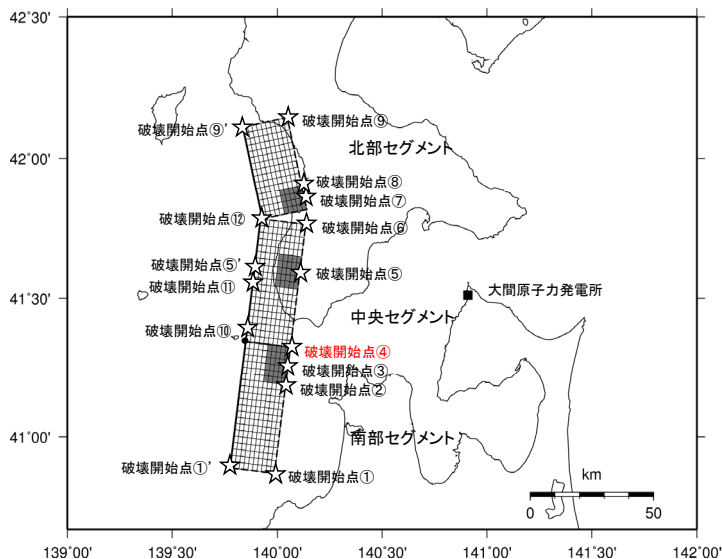 42˚30'
破壊開始点⑨
破壊開始点⑨'
北部セグメント
42˚00'
破壊開始点⑧
破壊開始点⑦
破壊開始点⑫
破壊開始点⑥
破壊開始点⑤'
破壊開始点⑤
破壊開始点⑪
大間原子力発電所
41˚30'
中央セグメント
破壊開始点⑩
破壊開始点④
破壊開始点③
破壊開始点②
41˚00'
南部セグメント
破壊開始点①'
破壊開始点①
km
0 50
139˚00' 139˚30' 140˚00' 140˚30' 141˚00' 141˚30' 142˚00'